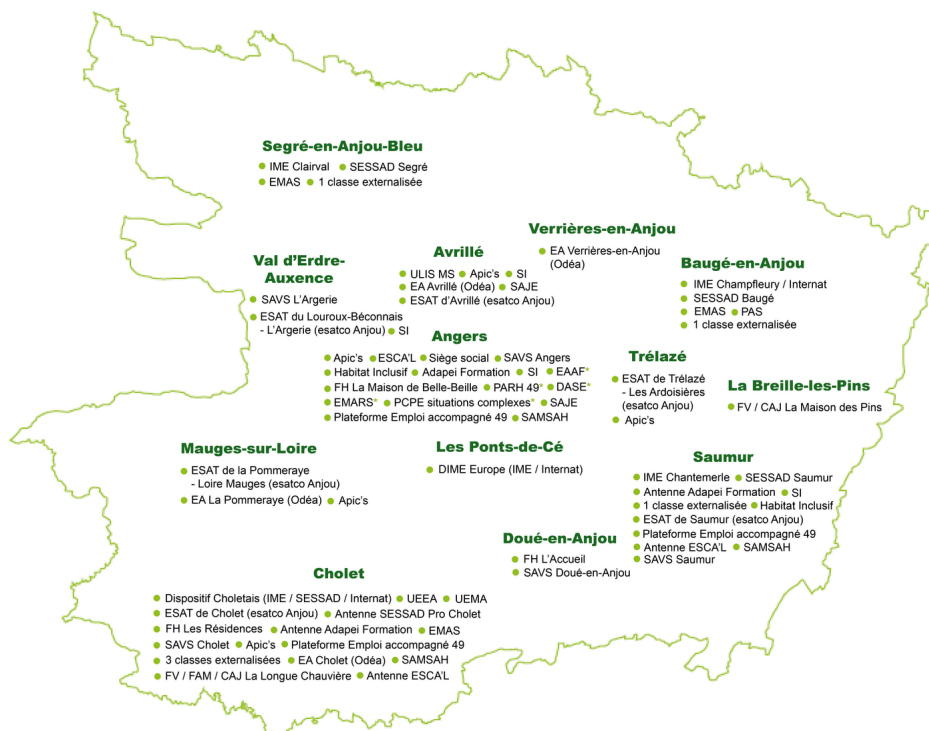 Segré-en-Anjou-Bleu
● IME Clairval ● SESSAD Segré
● EMAS ● 1 classe externalisée
Verrières-en-Anjou
● EA Verrières-en-Anjou
(Odéa)
Avrillé
● ULIS MS ● Apic's ● SI
● EA Avrillé (Odéa) ● SAJE
● ESAT d'Avrillé (esatco Anjou)
Val d'Erdre-
Auxence
● SAVS L'Argerie
● ESAT du Louroux-Béconnais
- L'Argerie (esatco Anjou) ● SI
Baugé-en-Anjou
● IME Champfleury / Internat
● SESSAD Baugé
● EMAS ● PAS
● 1 classe externalisée
Angers
● Apic's ● ESCA'L ● Siège social ● SAVS Angers
● Habitat Inclusif ● Adapei Formation ● SI ● EAAF*
● FH La Maison de Belle-Beille ● PARH 49* ● DASE*
● EMARS* ● PCPE situations complexes* ● SAJE
● Plateforme Emploi accompagné 49 ● SAMSAH
Trélazé
● ESAT de Trélazé
- Les Ardoisières
(esatco Anjou)
● Apic's
La Breille-les-Pins
● FV / CAJ La Maison des Pins
Mauges-sur-Loire
● ESAT de la Pommeraye
- Loire Mauges (esatco Anjou)
● EA La Pommeraye (Odéa) ● Apic's
Les Ponts-de-Cé
● DIME Europe (IME / Internat)
Saumur
● IME Chantemerle ● SESSAD Saumur
● Antenne Adapei Formation ● SI
● 1 classe externalisée ● Habitat Inclusif
● ESAT de Saumur (esatco Anjou)
● Plateforme Emploi accompagné 49
● Antenne ESCA'L ● SAMSAH
● SAVS Saumur
Doué-en-Anjou
● FH L'Accueil
● SAVS Doué-en-Anjou
Cholet
● Dispositif Choletais (IME / SESSAD / Internat) ● UEEA ● UEMA
● ESAT de Cholet (esatco Anjou) ● Antenne SESSAD Pro Cholet
● FH Les Résidences ● Antenne Adapei Formation ● EMAS
● SAVS Cholet ● Apic's ● Plateforme Emploi accompagné 49
● 3 classes externalisées ● EA Cholet (Odéa) ● SAMSAH
● FV / FAM / CAJ La Longue Chauvière ● Antenne ESCA'L